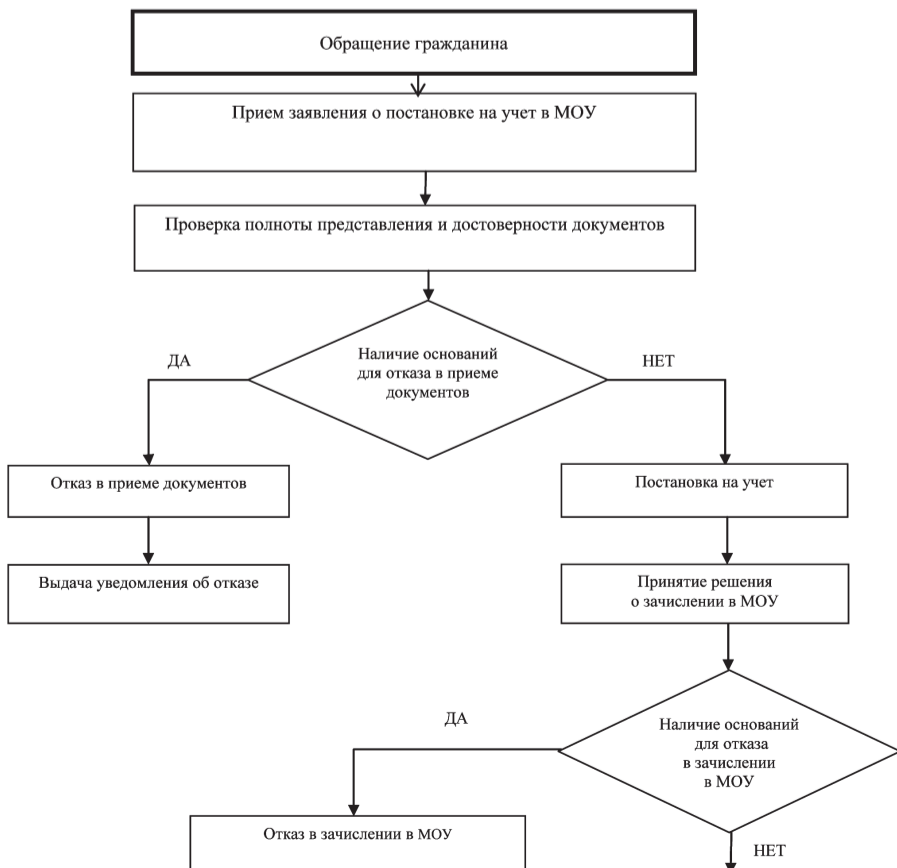 Обращение гражданина
Прием заявления о постановке на учет в МОУ
Проверка полноты представления и достоверности документов
ДА
Наличие оснований
для отказа в приеме
документов
НЕТ
Отказ в приеме документов
Постановка на учет
Выдача уведомления об отказе
Принятие решения
о зачислении в МОУ
ДА
Наличие оснований
для отказа
в зачислении
в МОУ
Отказ в зачислении в МОУ
НЕТ